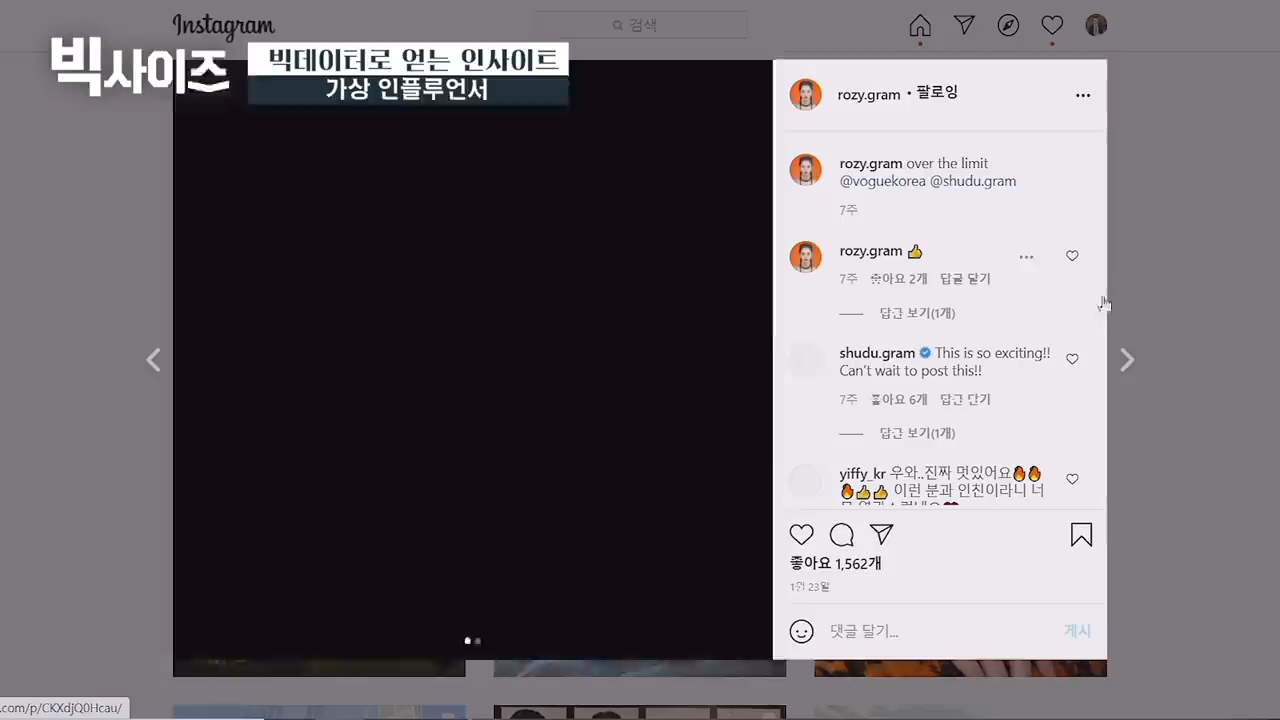 Instagram
검색
빅사이즈
빅데이터로 얻는 인사이트
가상 인플루언서
rozy.gram • 팔로잉
rozy.gram over the limit
@voguekorea @shudu.gram
7주
rozy.gram 👍
7주 좋아요 2개 답글 달기
답글 보기(1개)
shudu.gram This is so exciting!!
Can't wait to post this!!
7주 좋아요 6개 답글 달기
답글 보기(1개)
yiffy_kr 우와..진짜 멋있어요🔥🔥
🔥👍👍 이런 분과 인친이라니 너
좋아요 1,562개
1월 23일
댓글 달기...
게시
.com/p/CKXdjQ0Hcau/